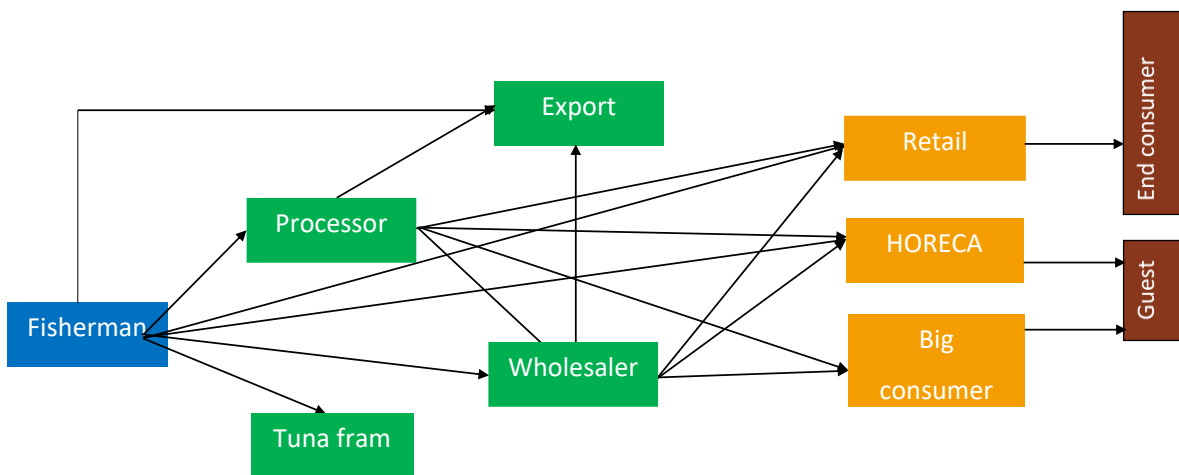 Export
Retail
End consumer
Processor
HORECA
Guest
Fisherman
Wholesaler
Big
consumer
Tuna fram